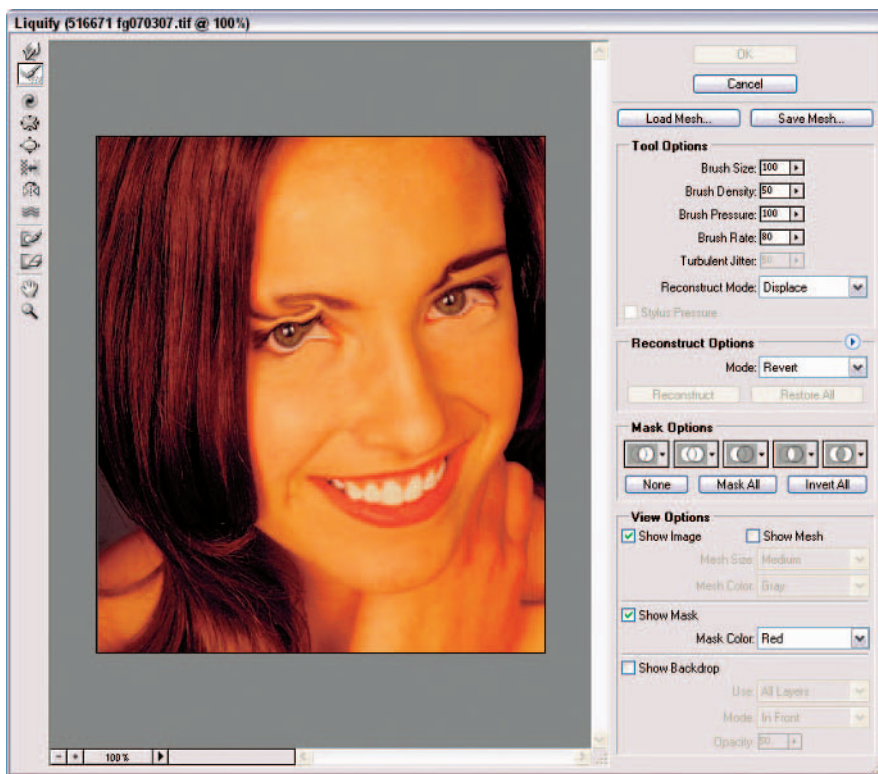 Liquify (516671 fg070307.tif @ 100%)
OK
Cancel
Load Mesh... Save Mesh...
Tool Options
Brush Size: 100
Brush Density: 50
Brush Pressure: 100
Brush Rate: 80
Turbulent Jitter: 50
Reconstruct Mode: Displace
Stylus Pressure
Reconstruct Options
Mode: Revert
Reconstruct Restore All
Mask Options
None Mask All Invert All
View Options
Show Image Show Mesh
Mesh Size: Medium
Mesh Color: Gray
Show Mask
Mask Color: Red
Show Backdrop
Use: All Layers
Mode: In Front
Opacity: 50
100%